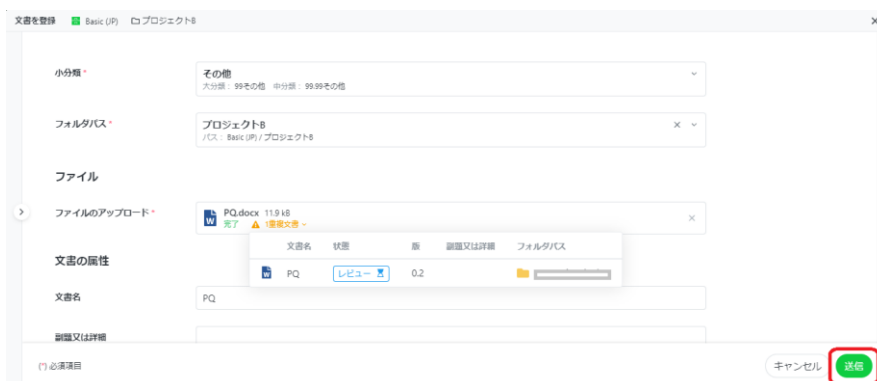 文書を登録 Basic (JP) プロジェクトB
小分類 *
その他
大分類 : 99その他 中分類 : 99.99その他
フォルダパス *
プロジェクトB
パス : Basic (JP) / プロジェクトB
ファイル
ファイルのアップロード *
PQ.docx 11.9 kB
完了 1重複文書
文書名 状態 版 副題又は詳細 フォルダパス
PQ レビュー 0.2
文書の属性
文書名
PQ
副題又は詳細
(*) 必須項目
キャンセル 送信